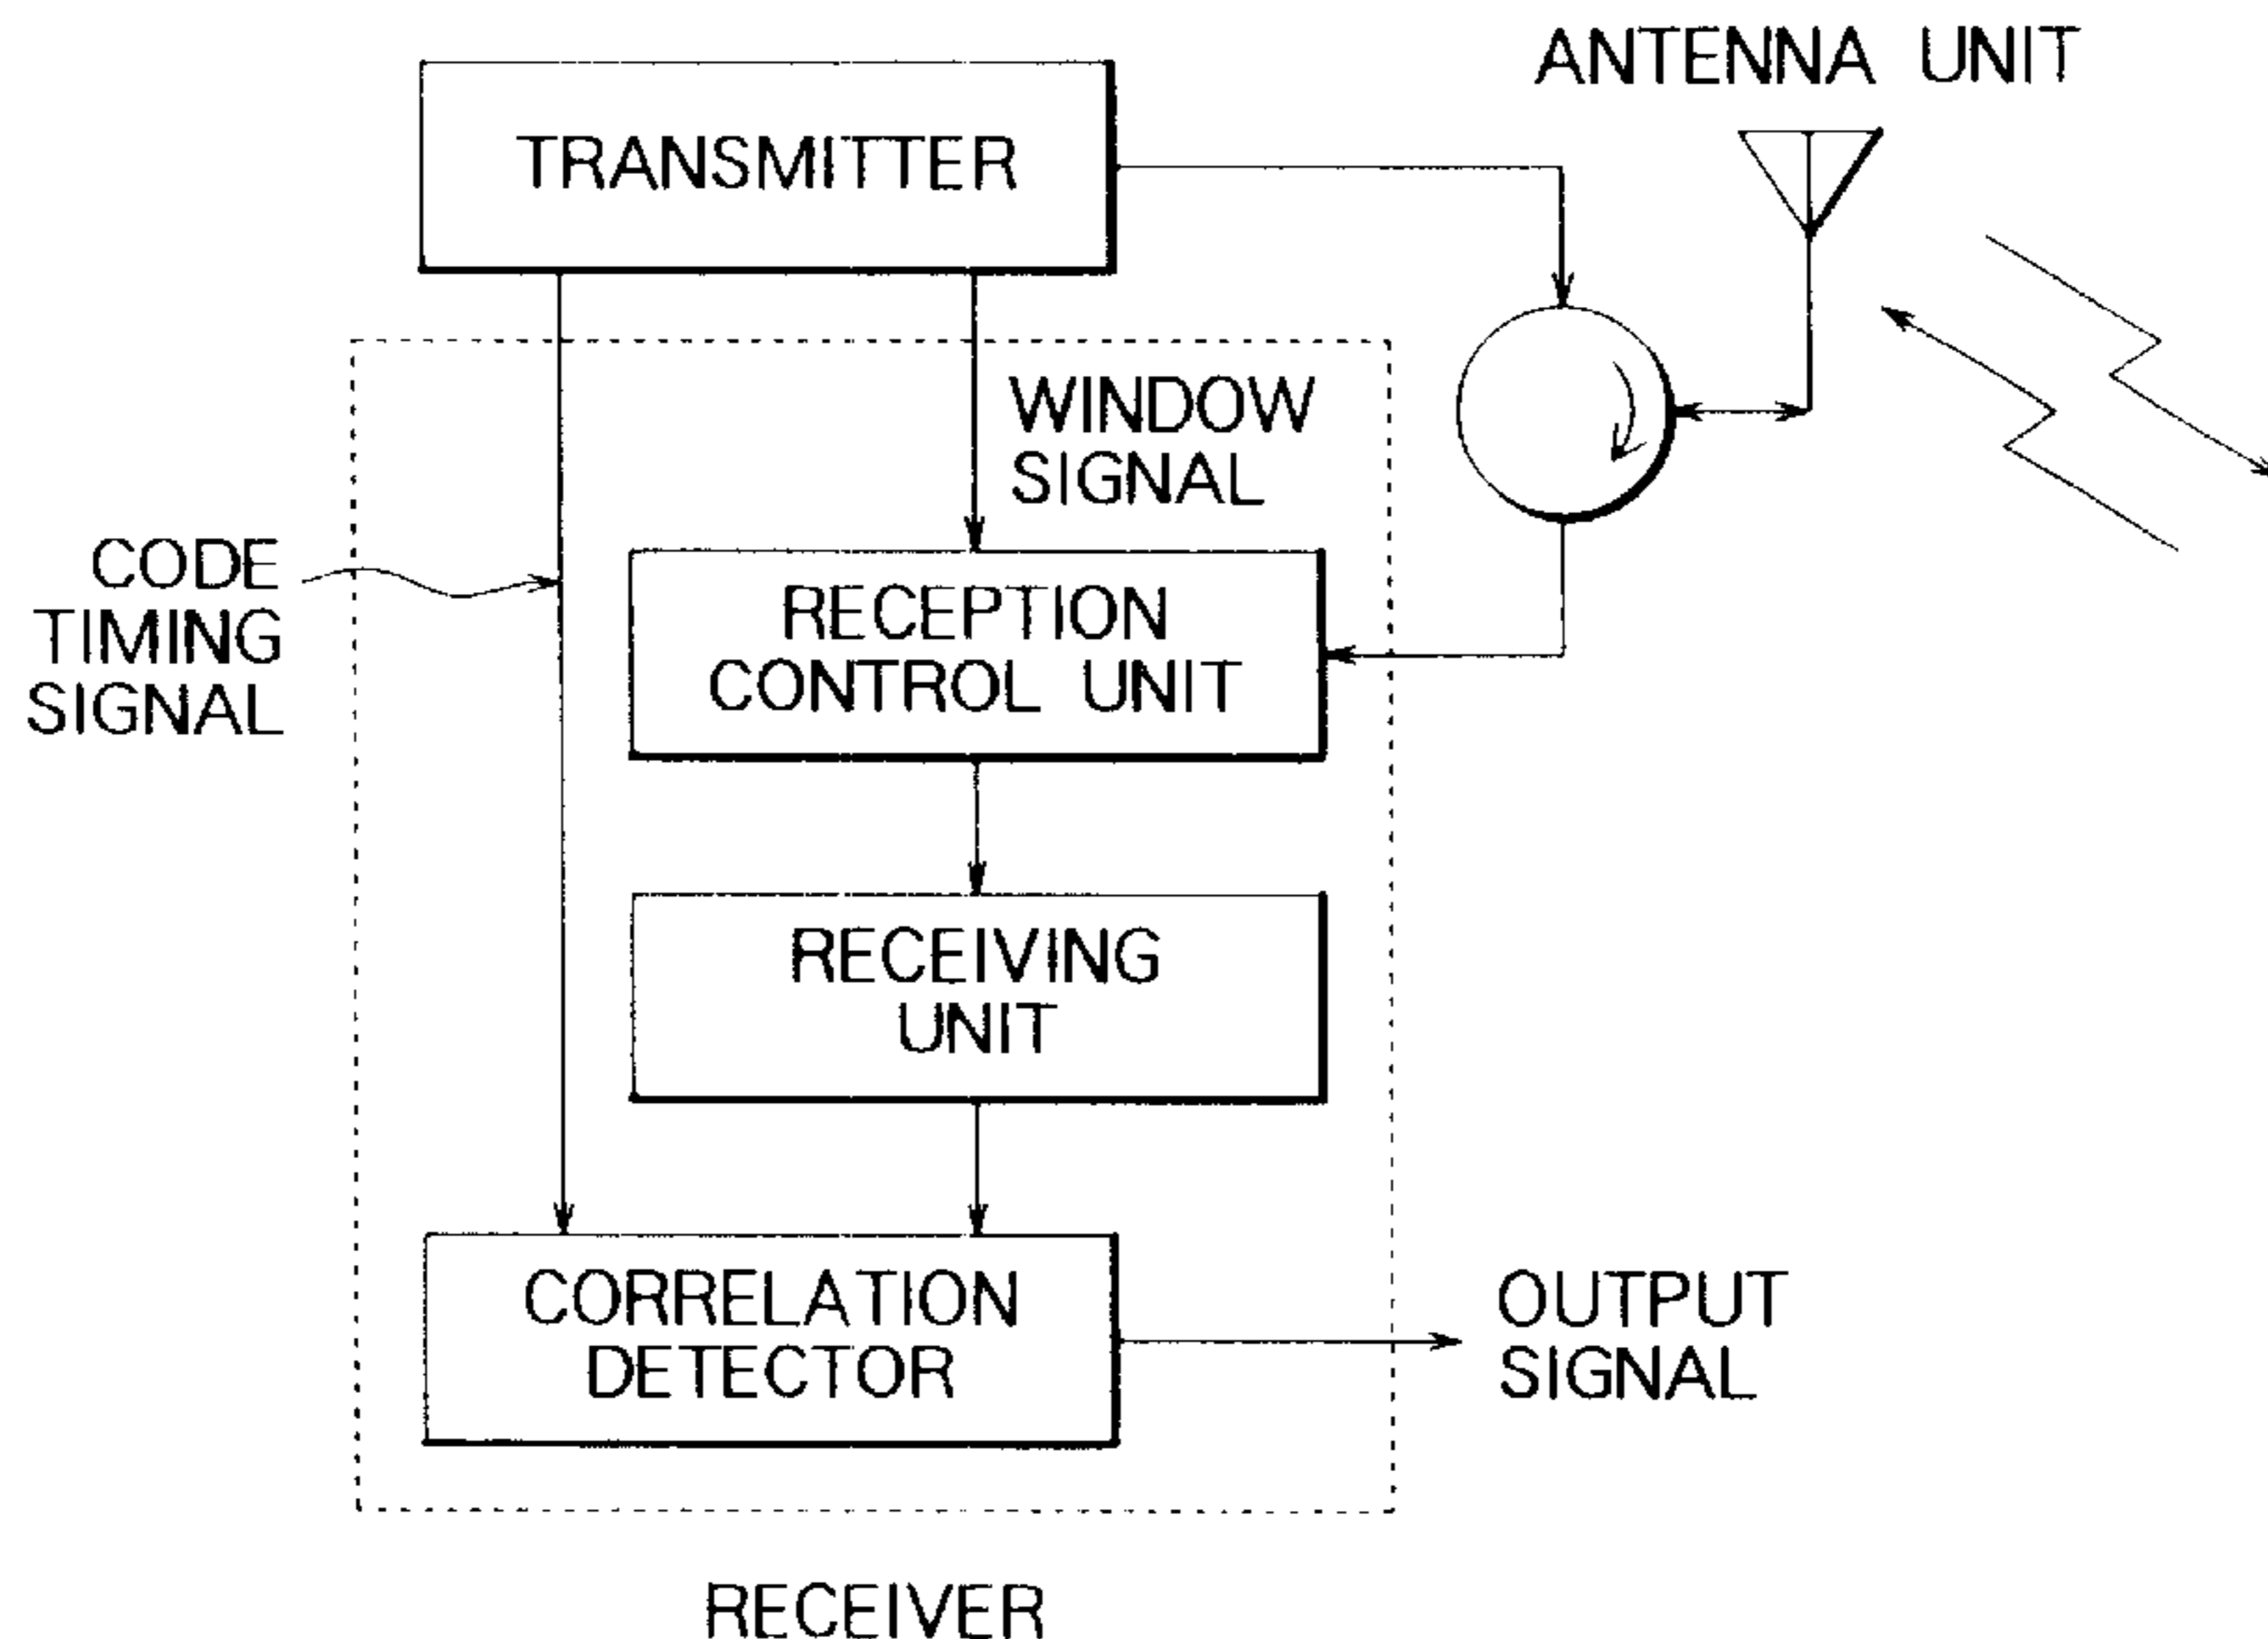 ANTENNA UNIT
TRANSMITTER
WINDOW
SIGNAL
CODE
TIMING
SIGNAL
RECEPTION
CONTROL UNIT
RECEIVING
UNIT
CORRELATION
DETECTOR
OUTPUT
SIGNAL
RECEIVER